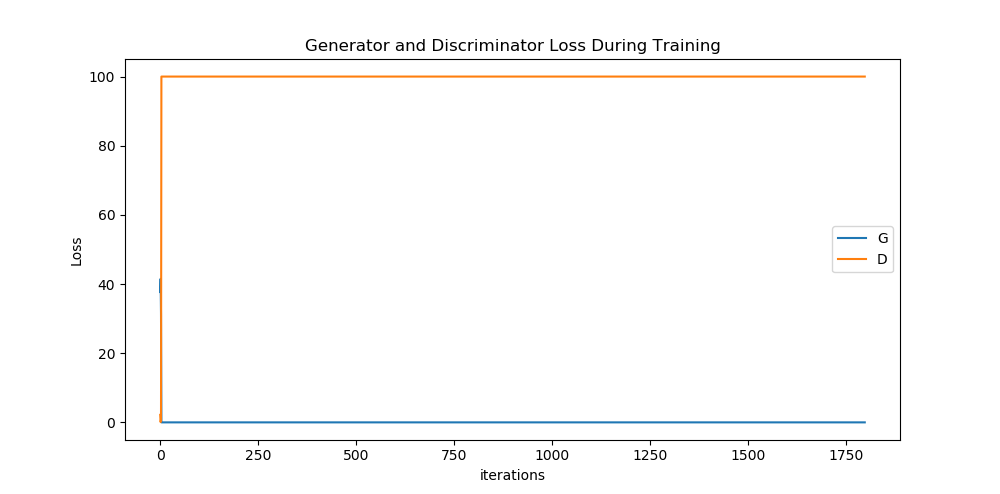 Generator and Discriminator Loss During Training
100
80
60
40
20
0
Loss
G
D
0 250 500 750 1000 1250 1500 1750
iterations